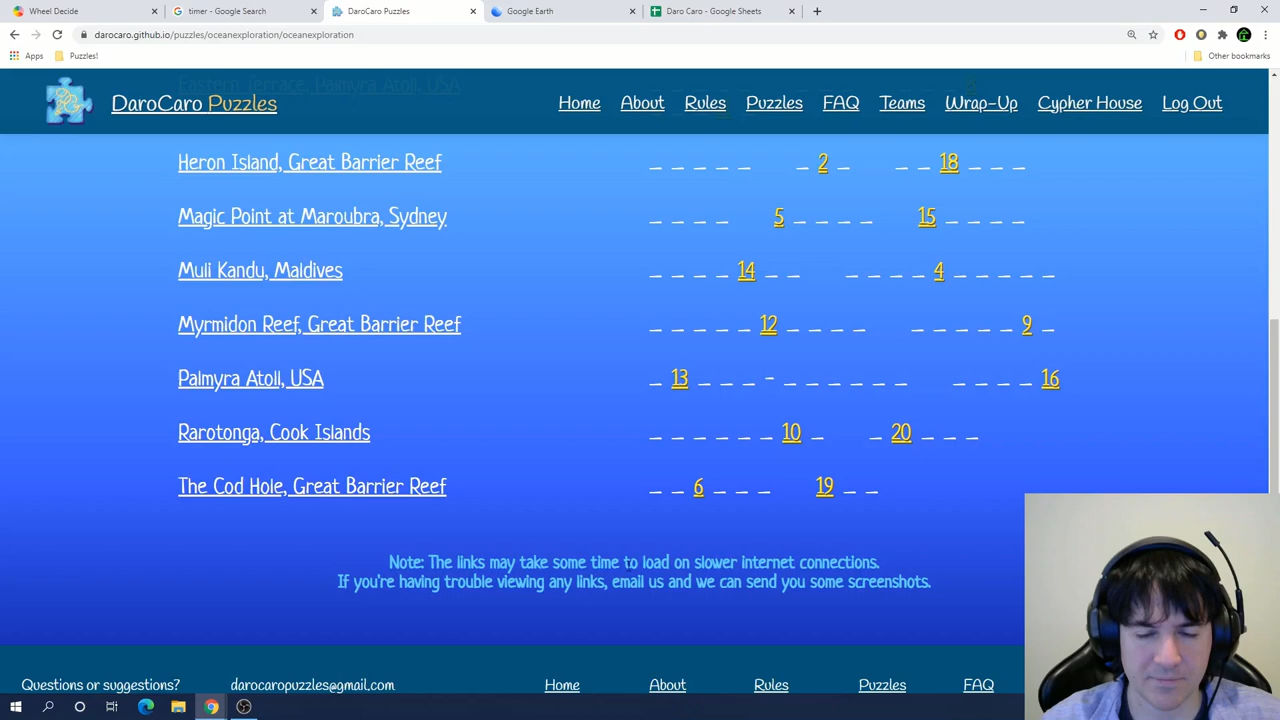 Wheel Decide
timer - Google Search
DaroCaro Puzzles
Google Earth
Daro Caro - Google Sheets
darocaro.github.io/puzzles/oceanexploration/oceanexploration
Apps
Puzzles!
Other bookmarks
Eastern Terrace, Palmyra Atoll, USA
DaroCaro Puzzles
Home About Rules Puzzles FAQ Teams Wrap-Up Cypher House Log Out
Heron Island, Great Barrier Reef _ _ _ _ _ _ 2 _ _ _ 18 _ _ _
Magic Point at Maroubra, Sydney _ _ _ _ 5 _ _ _ _ 15 _ _ _ _
Muli Kandu, Maldives _ _ _ _ 14 _ _ _ _ _ _ 4 _ _ _ _ _
Myrmidon Reef, Great Barrier Reef _ _ _ _ _ 12 _ _ _ _ _ _ _ _ _ 9 _
Palmyra Atoll, USA _ 13 _ _ _ - _ _ _ _ _ _ _ _ _ _ 16
Rarotonga, Cook Islands _ _ _ _ _ _ 10 _ _ 20 _ _ _
The Cod Hole, Great Barrier Reef _ _ 6 _ _ _ 19 _ _
Note: The links may take some time to load on slower internet connections.
If you're having trouble viewing any links, email us and we can send you some screenshots.
Questions or suggestions? darocaropuzzles@gmail.com Home About Rules Puzzles FAQ